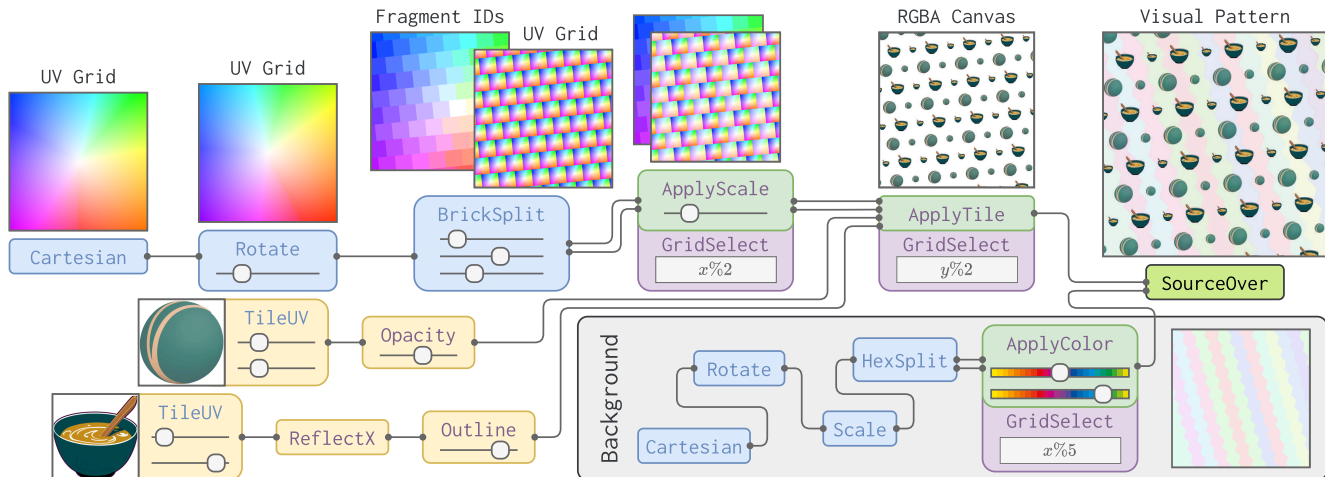 Fragment IDs
RGBA Canvas
Visual Pattern
UV Grid
UV Grid
UV Grid
Cartesian
Rotate
BrickSplit
ApplyScale
GridSelect
x%2
ApplyTile
GridSelect
y%2
SourceOver
TileUV
Opacity
TileUV
ReflectX
Outline
Background
Cartesian
Rotate
Scale
HexSplit
ApplyColor
GridSelect
x%5